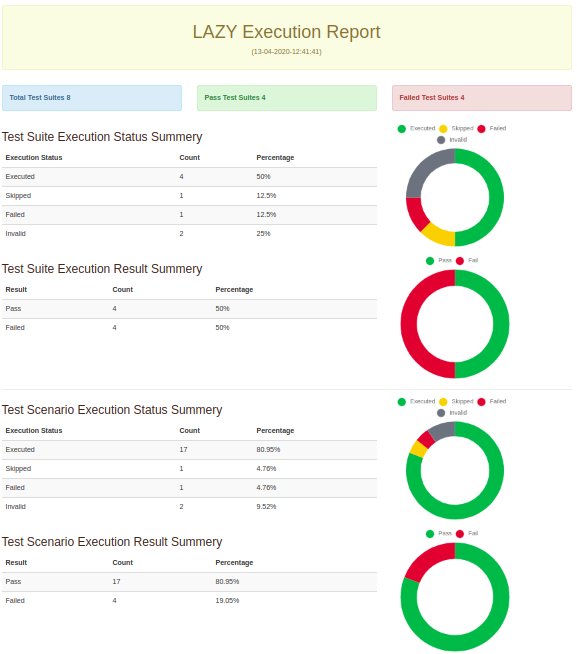 LAZY Execution Report
(13-04-2020-12:41:41)
Total Test Suites 8
Pass Test Suites 4
Failed Test Suites 4
Test Suite Execution Status Summery
Execution Status Count Percentage
Executed 4 50%
Skipped 1 12.5%
Failed 1 12.5%
Invalid 2 25%
Executed Skipped Failed
Invalid
Test Suite Execution Result Summery
Result Count Percentage
Pass 4 50%
Failed 4 50%
Pass Fail
Test Scenario Execution Status Summery
Execution Status Count Percentage
Executed 17 80.95%
Skipped 1 4.76%
Failed 1 4.76%
Invalid 2 9.52%
Executed Skipped Failed
Invalid
Test Scenario Execution Result Summery
Result Count Percentage
Pass 17 80.95%
Failed 4 19.05%
Pass Fail